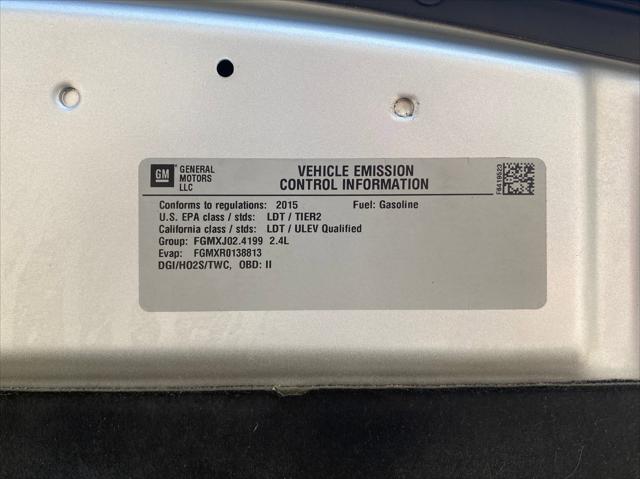 GM GENERAL MOTORS LLC
VEHICLE EMISSION
CONTROL INFORMATION
F6419523
Conforms to regulations: 2015 Fuel: Gasoline
U.S. EPA class / stds: LDT / TIER2
California class / stds: LDT / ULEV Qualified
Group: FGMXJ02.4199 2.4L
Evap: FGMXR0138813
DGI/HO2S/TWC, OBD: II